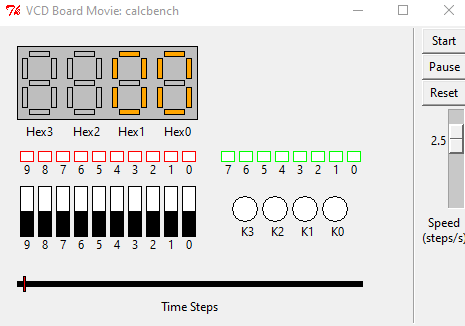 VCD Board Movie: calcbench
Start
Pause
Reset
00
Hex3 Hex2 Hex1 Hex0
9 8 7 6 5 4 3 2 1 0 7 6 5 4 3 2 1 0
2.5
9 8 7 6 5 4 3 2 1 0 K3 K2 K1 K0
Speed
(steps/s)
Time Steps